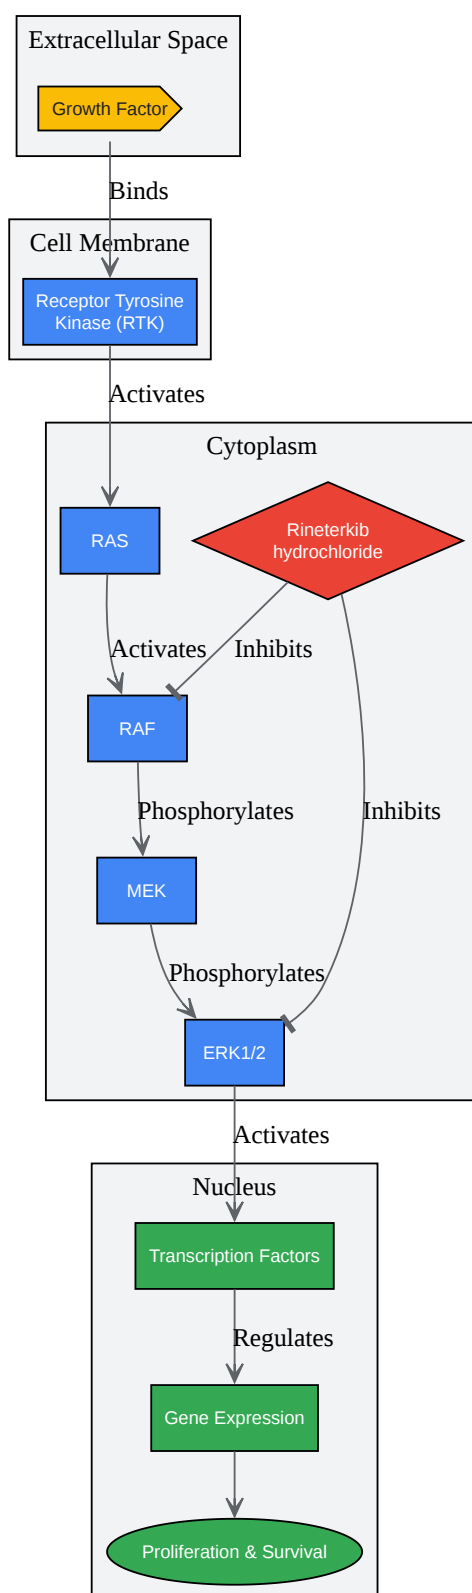 Extracellular Space
Growth Factor
Binds
Cell Membrane
Receptor Tyrosine
Kinase (RTK)
Activates
Cytoplasm
Rineterkib
hydrochloride
RAS
Activates
Inhibits
RAF
Phosphorylates
Inhibits
MEK
Phosphorylates
ERK1/2
Activates
Nucleus
Transcription Factors
Regulates
Gene Expression
Proliferation & Survival